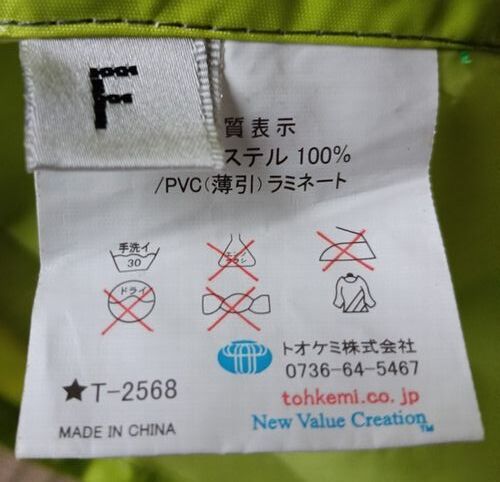 F
質表示
ステル 100%
/PVC(薄引)ラミネート
手洗イ
30
ドライ
トオケミ株式会社
0736-64-5467
★T-2568
tohkemi.co.jp
MADE IN CHINA
New Value Creation™